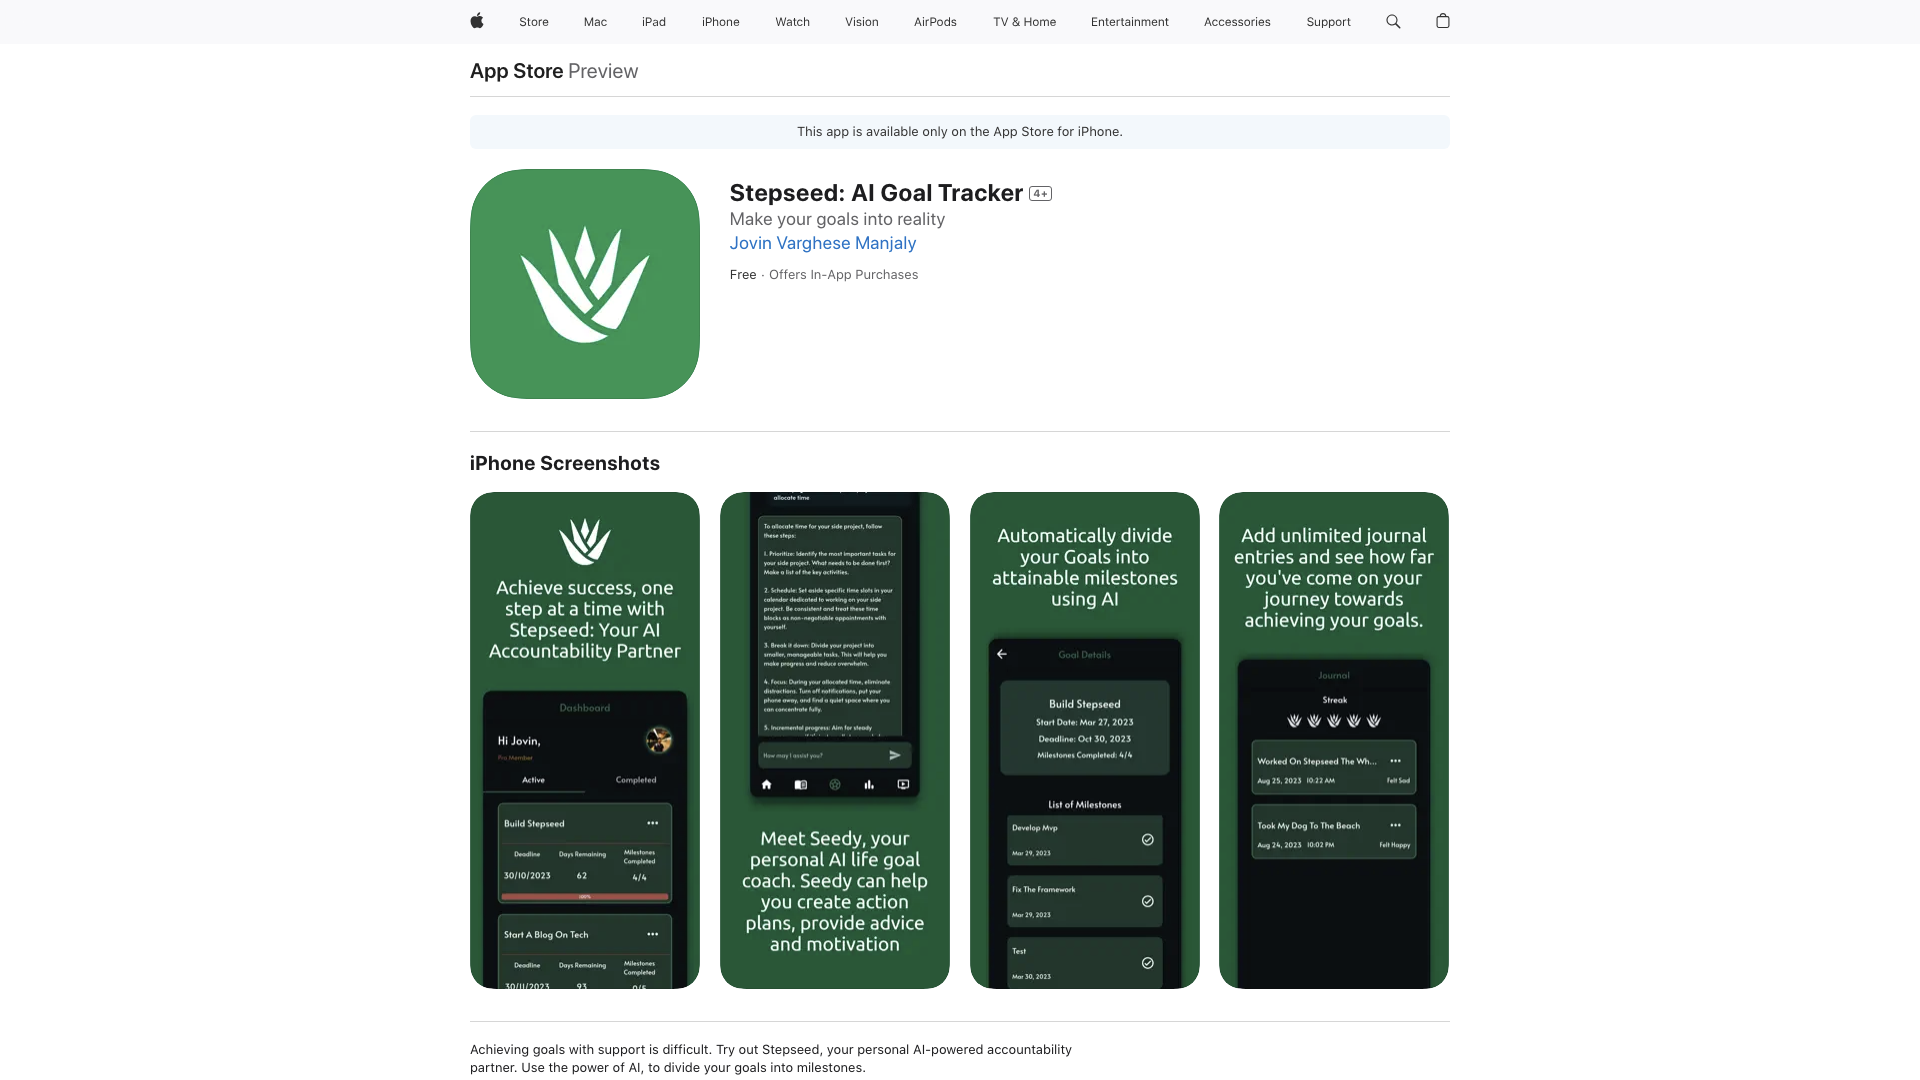 Store
Mac
iPad
iPhone
Watch
Vision
AirPods
TV & Home
Entertainment
Accessories
Support
App Store Preview
This app is available only on the App Store for iPhone.
Stepseed: AI Goal Tracker 4+
Make your goals into reality
Jovin Varghese Manjaly
Free · Offers In-App Purchases
iPhone Screenshots
Achieve success, one
step at a time with
Stepseed: Your AI
Accountability Partner
Dashboard
Hi Jovin,
Pro Member
Active
Completed
Build Stepseed
Deadline
Days Remaining
Milestones
Completed
30/10/2023
62
4/4
100%
Start A Blog On Tech
Deadline
Days Remaining
Milestones
Completed
30/11/2023
93
0/5
allocate time
To allocate time for your side project, follow
these steps:
1. Prioritize: Identify the most important tasks for
your side project. What needs to be done first?
Make a list of the key activities.
2. Schedule: Set aside specific time slots in your
calendar dedicated to working on your side
project. Be consistent and treat these time
blocks as non-negotiable appointments with
yourself.
3. Break it down: Divide your project into
smaller, manageable tasks. This will help you
make progress and reduce overwhelm.
4. Focus: During your allocated time, eliminate
distractions. Turn off notifications, put your
phone away, and find a quiet space where you
can concentrate fully.
5. Incremental progress: Aim for steady
How may I assist you?
Meet Seedy, your
personal AI life goal
coach. Seedy can help
you create action
plans, provide advice
and motivation
Automatically divide
your Goals into
attainable milestones
using AI
Goal Details
Build Stepseed
Start Date: Mar 27, 2023
Deadline: Oct 30, 2023
Milestones Completed: 4/4
List of Milestones
Develop Mvp
Mar 29, 2023
Fix The Framework
Mar 29, 2023
Test
Mar 30, 2023
Add unlimited journal
entries and see how far
you've come on your
journey towards
achieving your goals.
Journal
Streak
Worked On Stepseed The Wh...
Aug 25, 2023 10:22 AM
Felt Sad
Took My Dog To The Beach
Aug 24, 2023 10:02 PM
Felt Happy
Achieving goals with support is difficult. Try out Stepseed, your personal AI-powered accountability
partner. Use the power of AI, to divide your goals into milestones.